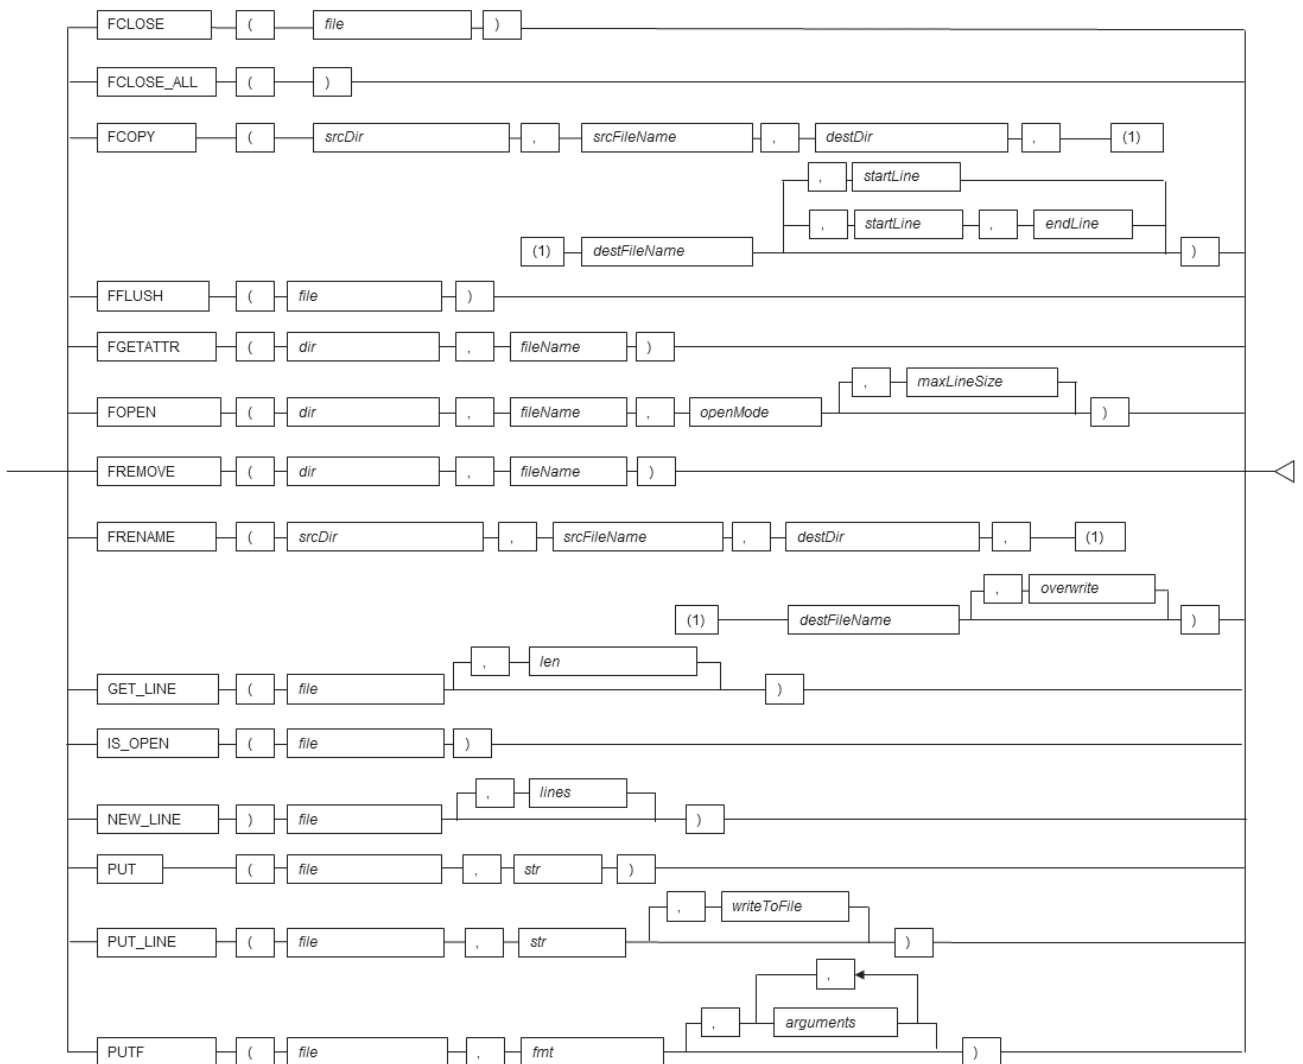 FCLOSE ( file )
FCLOSE_ALL ( )
FCOPY ( srcDir , srcFileName , destDir , (1)
, startLine
, startLine , endLine
(1) destFileName )
FFLUSH ( file )
FGETATTR ( dir , fileName )
, maxLineSize
FOPEN ( dir , fileName , openMode )
FREMOVE ( dir , fileName )
FRENAME ( srcDir , srcFileName , destDir , (1)
, overwrite
(1) destFileName )
, len
GET_LINE ( file )
IS_OPEN ( file )
, lines
NEW_LINE ) file )
PUT ( file , str )
, writeToFile
PUT_LINE ( file , str )
,
, arguments
PUTF ( file , fmt )